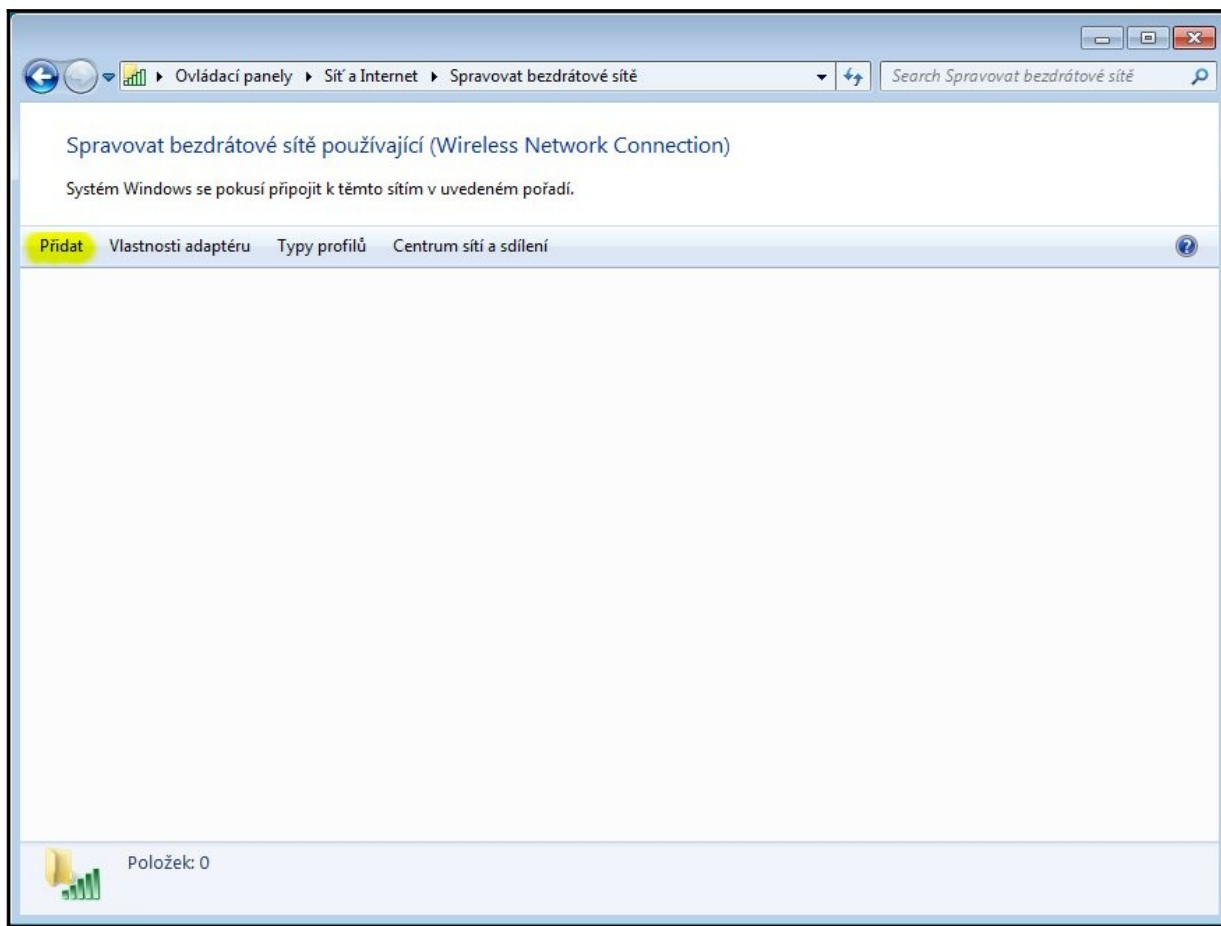 Ovládací panely ▸ Síť a Internet ▸ Spravovat bezdrátové sítě
Search Spravovat bezdrátové sítě
Spravovat bezdrátové sítě používající (Wireless Network Connection)
Systém Windows se pokusí připojit k těmto sítím v uvedeném pořadí.
Přidat Vlastnosti adaptéru Typy profilů Centrum sítí a sdílení
Položek: 0